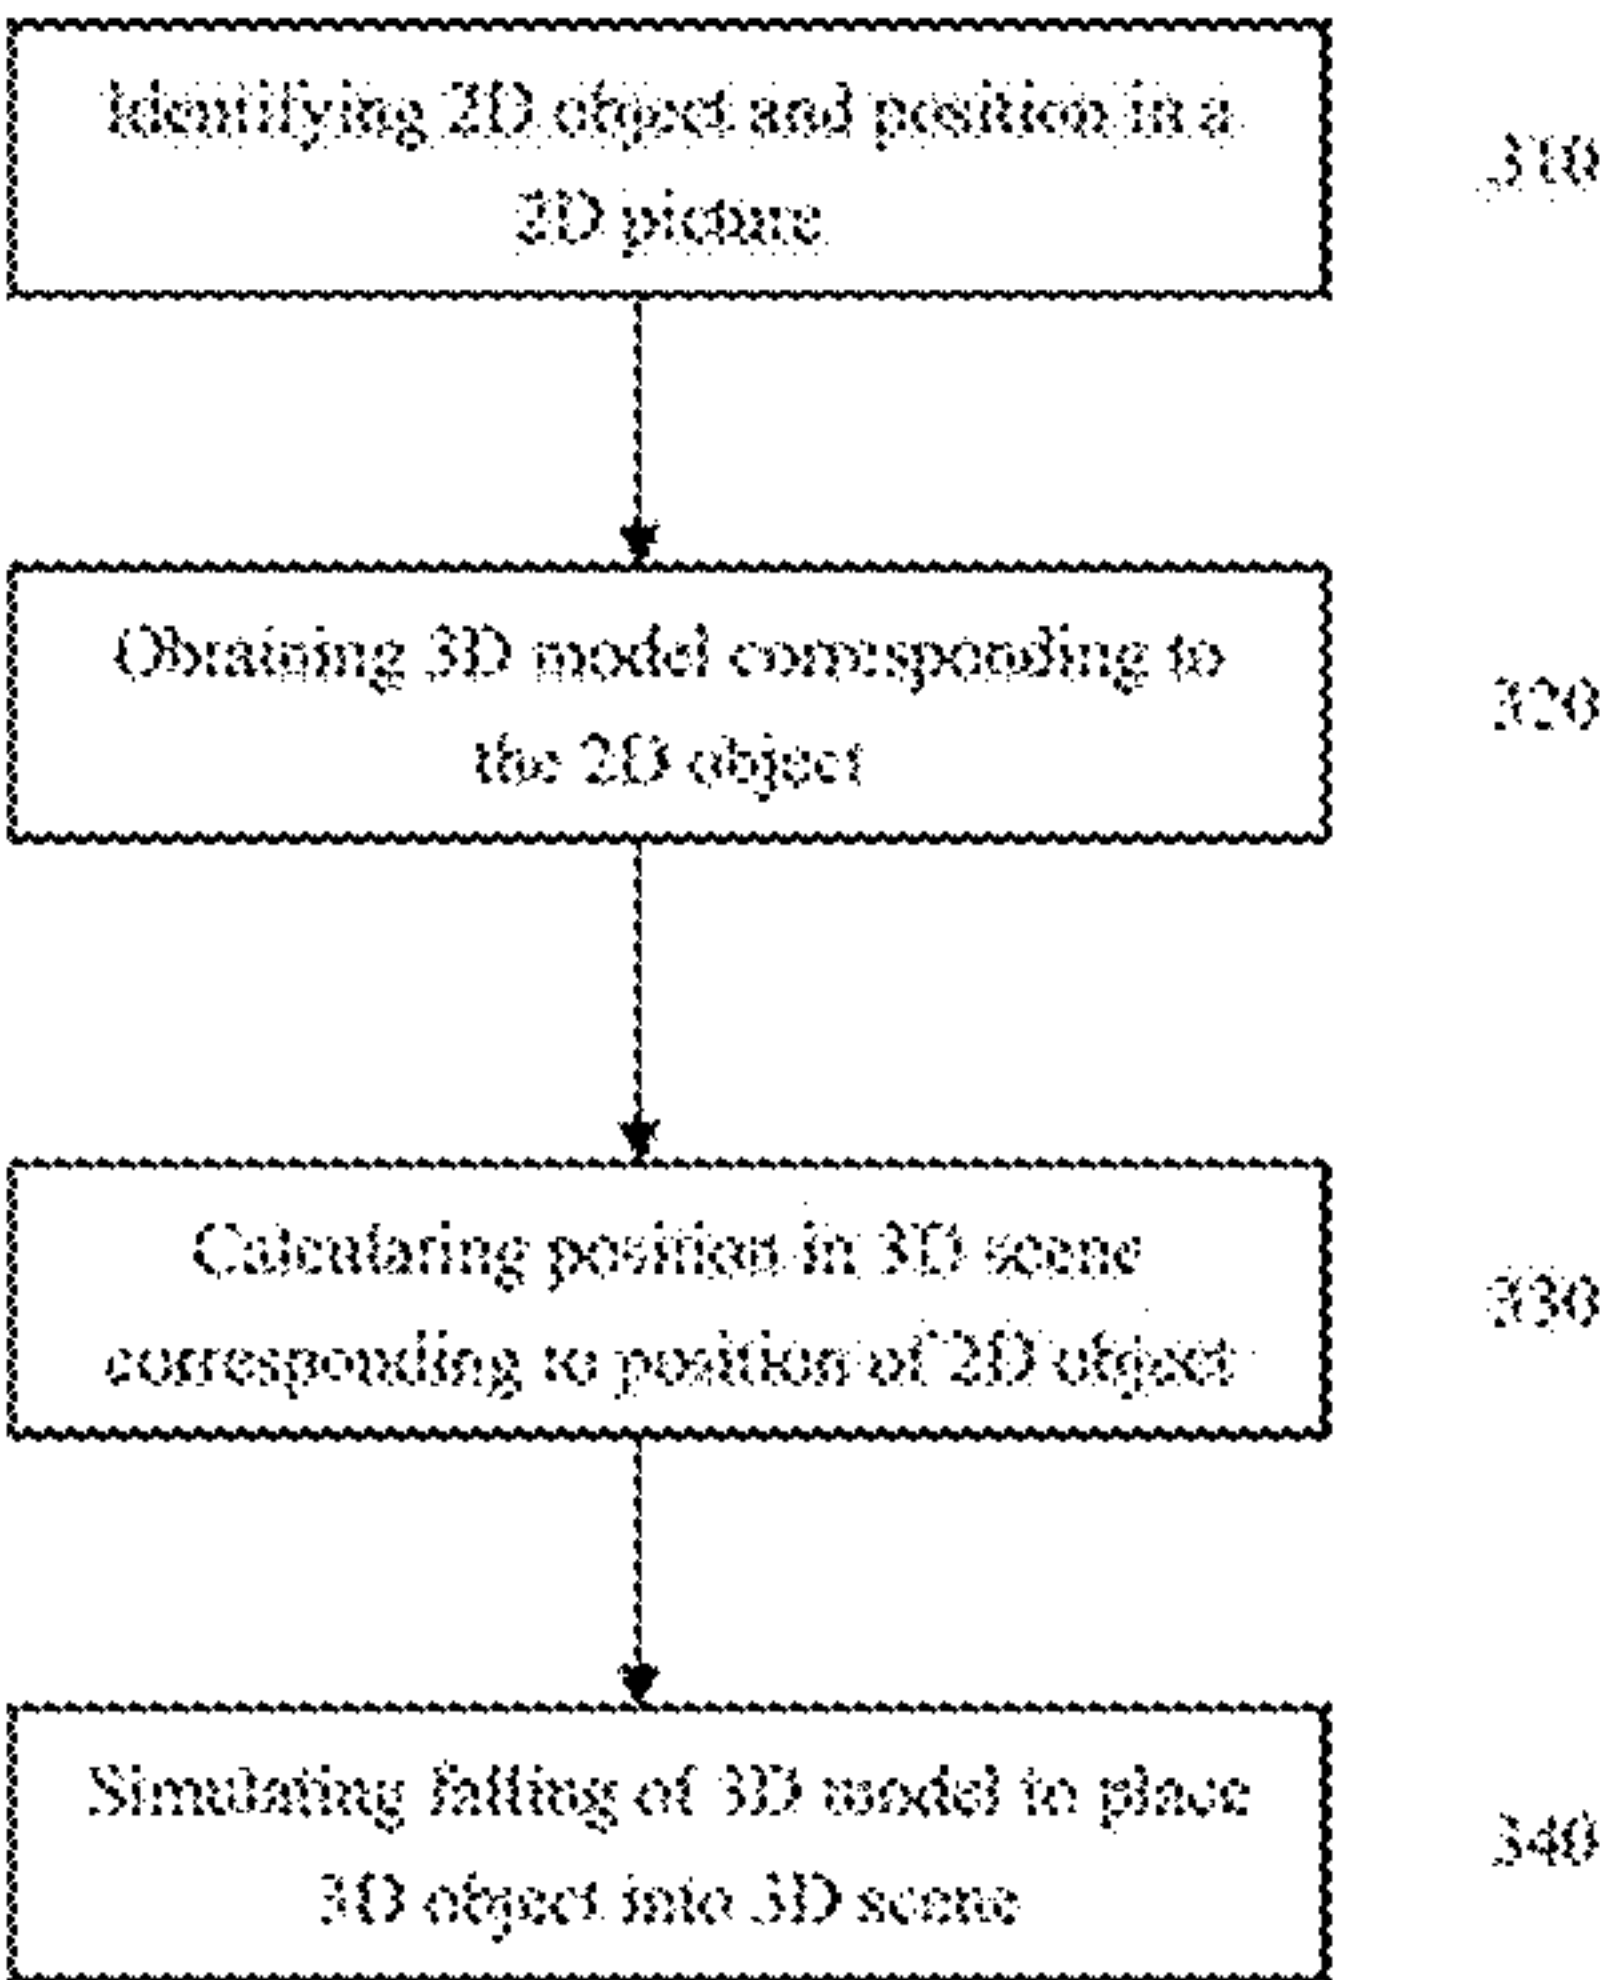 Identifying 2D object and position in a
2D picture
310
Obtaining 3D model corresponding to
the 2D object
320
Calculating position in 3D scene
corresponding to position of 2D object
330
Simulating falling of 3D model to place
3D object into 3D scene
340